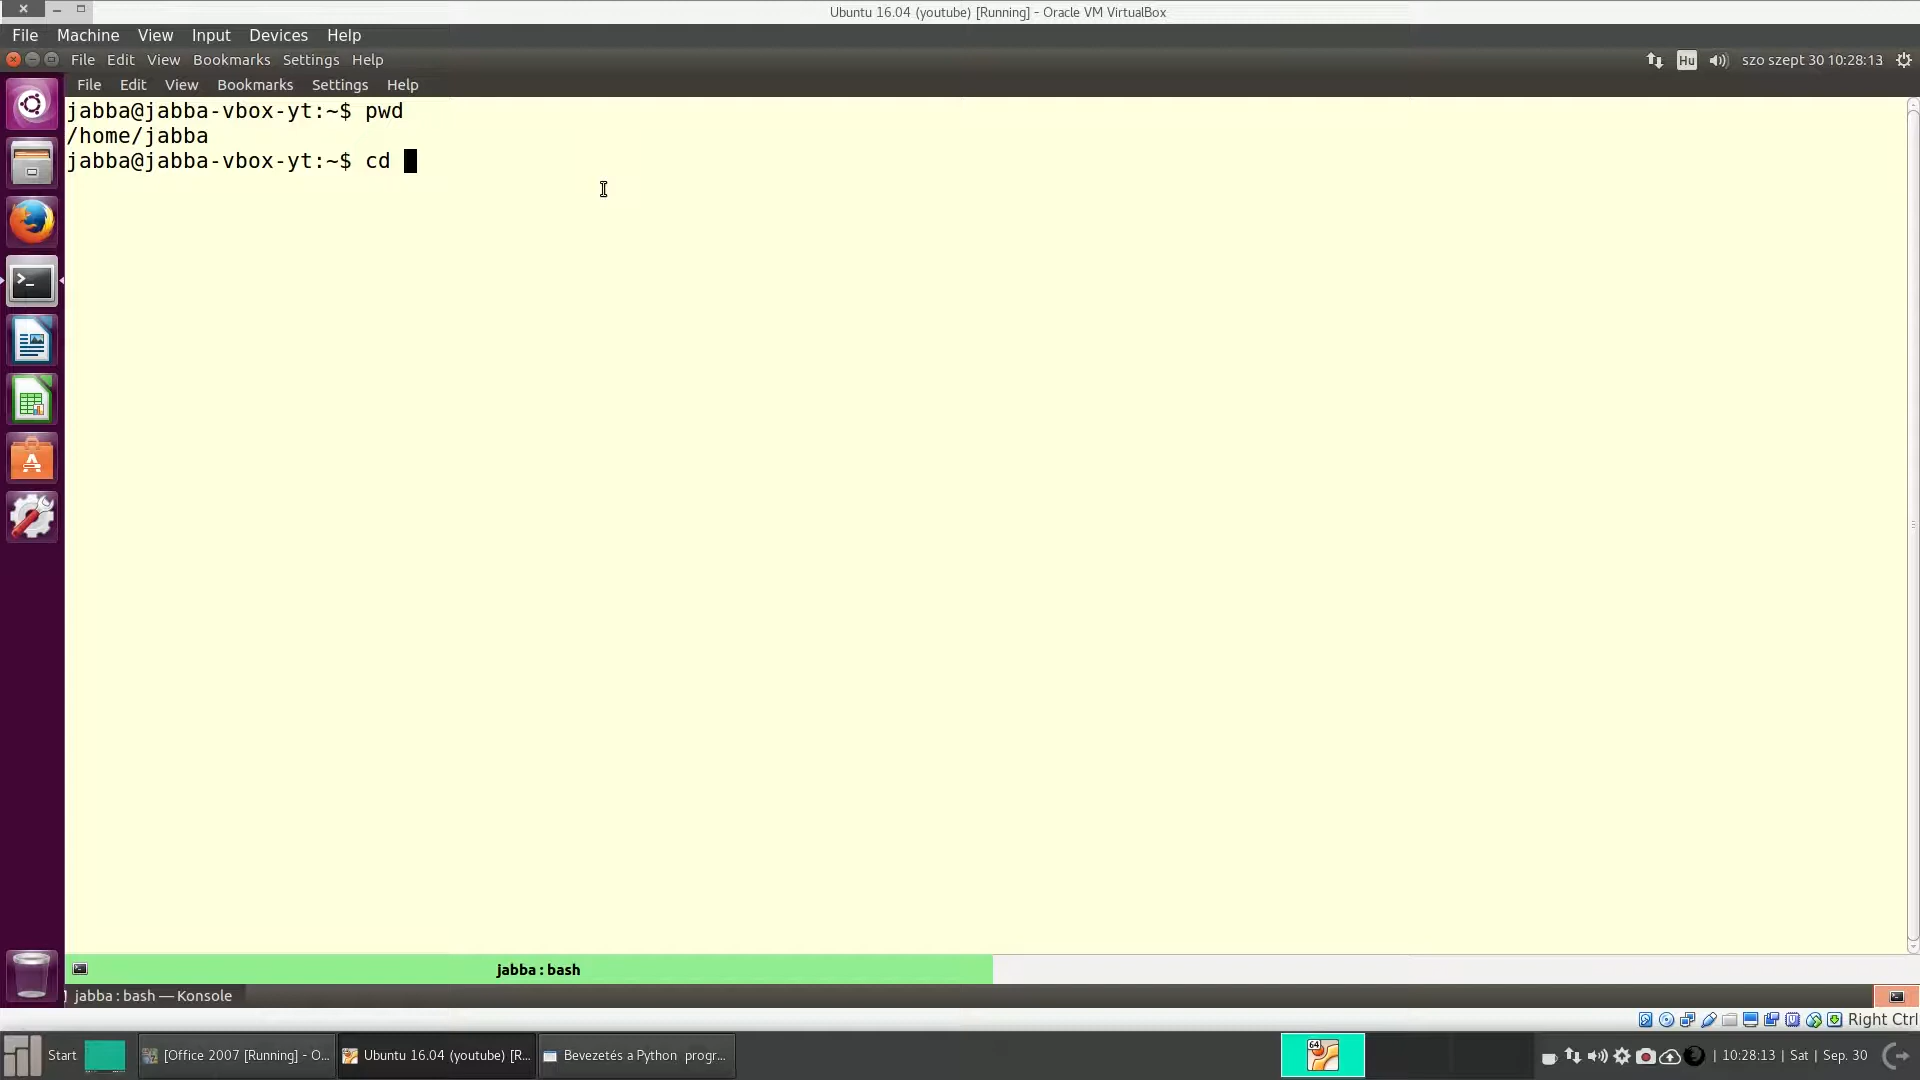 Ubuntu 16.04 (youtube) [Running] - Oracle VM VirtualBox
File Machine View Input Devices Help
File Edit View Bookmarks Settings Help
Hu szo szept 30 10:28:13
File Edit View Bookmarks Settings Help
jabba@jabba-vbox-yt:~$ pwd
/home/jabba
jabba@jabba-vbox-yt:~$ cd
jabba : bash
jabba : bash — Konsole
Right Ctrl
Start
[Office 2007 [Running] - O...
Ubuntu 16.04 (youtube) [R...
Bevezetés a Python progr...
64
| 10:28:13 | Sat | Sep. 30